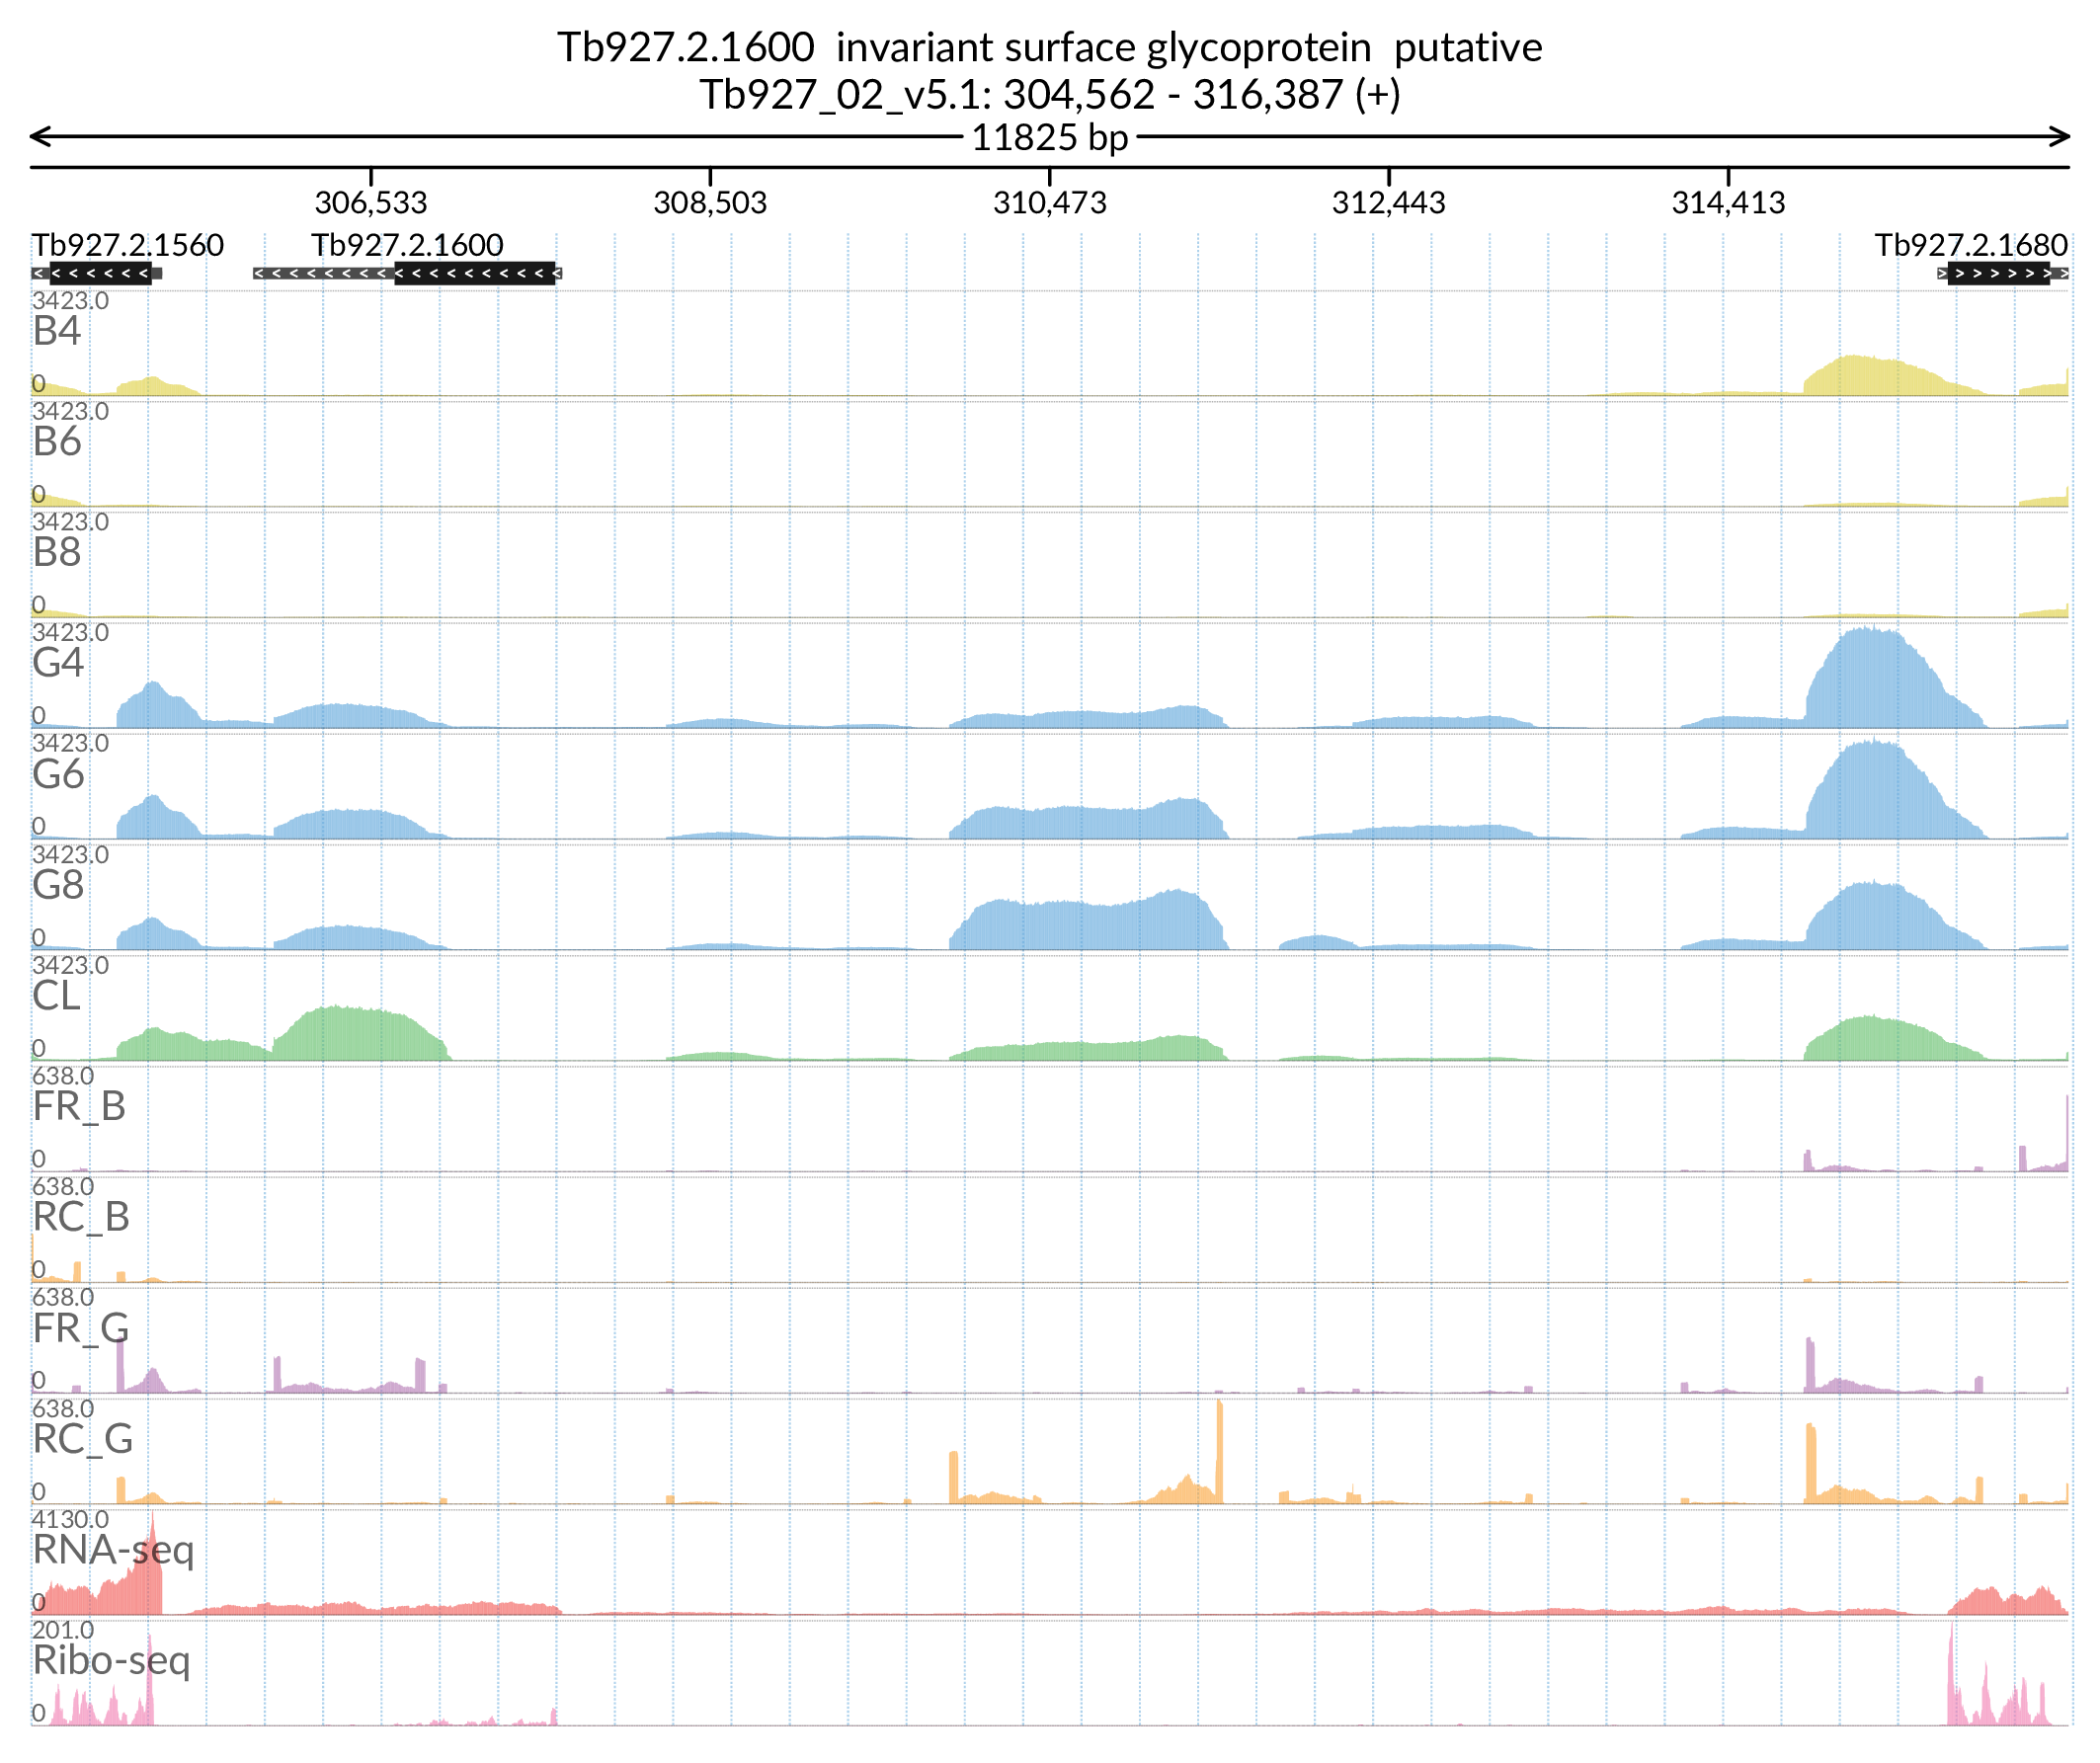 Tb927.2.1600  invariant surface glycoprotein  putative
Tb927_02_v5.1: 304,562 - 316,387 (+)
11825 bp
306,533 308,503 310,473 312,443 314,413
Tb927.2.1560 Tb927.2.1600 Tb927.2.1680
3423.0
B4
0
3423.0
B6
0
3423.0
B8
0
3423.0
G4
0
3423.0
G6
0
3423.0
G8
0
3423.0
CL
0
638.0
FR_B
0
638.0
RC_B
0
638.0
FR_G
0
638.0
RC_G
0
4130.0
RNA-seq
0
201.0
Ribo-seq
0